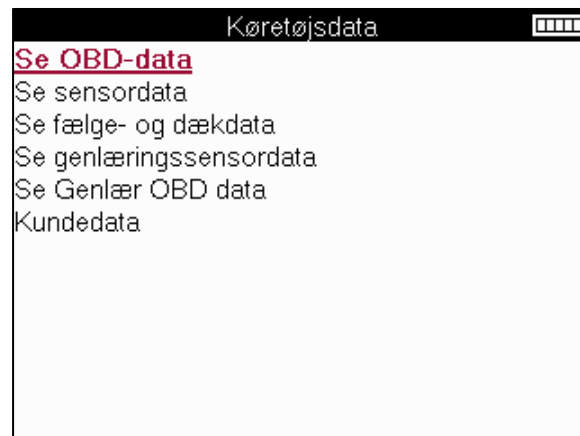 Køretøjsdata
Se OBD-data
Se sensordata
Se fælge- og dækdata
Se genlæringssensordata
Se Genlær OBD data
Kundedata